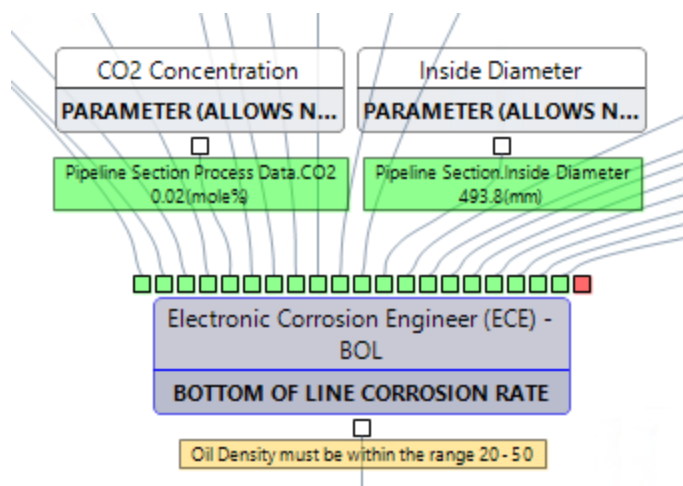 CO2 Concentration
PARAMETER (ALLOWS N...
Pipeline Section Process Data.CO2
0.02(mole%)
Inside Diameter
PARAMETER (ALLOWS N...
Pipeline Section.Inside Diameter
493.8(mm)
Electronic Corrosion Engineer (ECE) -
BOL
BOTTOM OF LINE CORROSION RATE
Oil Density must be within the range 20 - 50